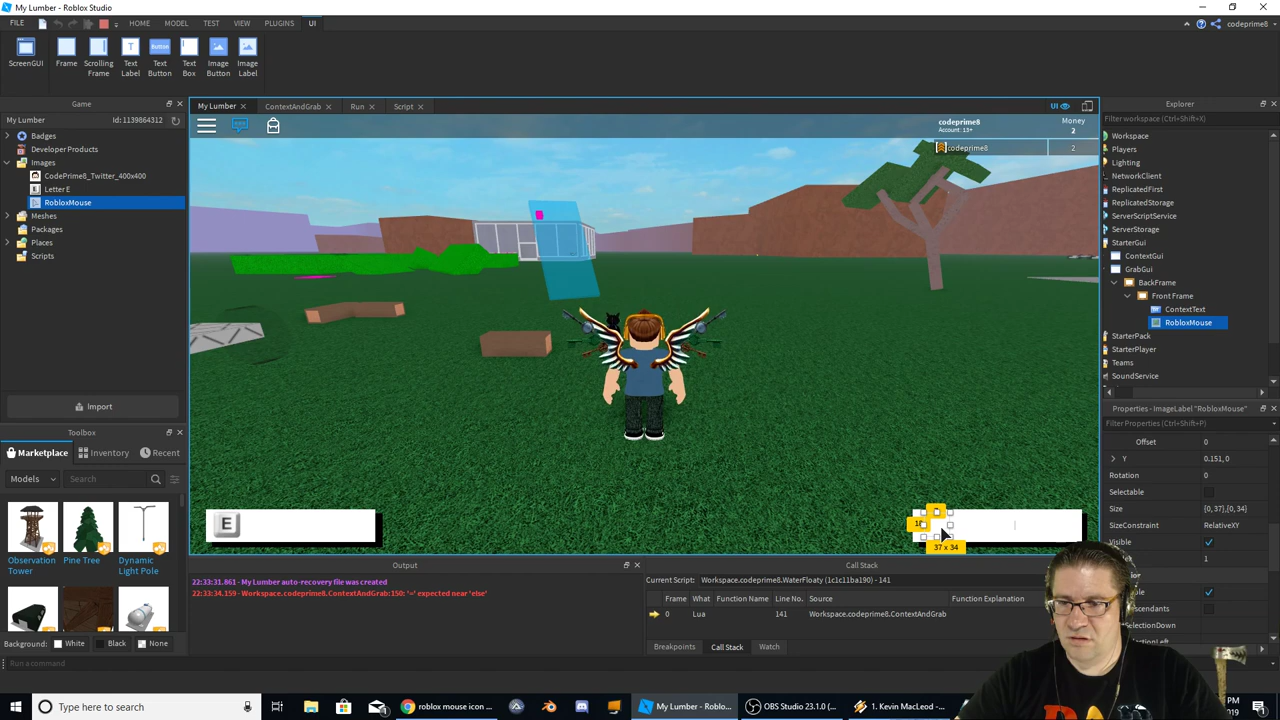 My Lumber - Roblox Studio
FILE HOME MODEL TEST VIEW PLUGINS UI codeprime8
ScreenGUI Frame Scrolling Frame Text Label Text Button Text Box Image Button Image Label
Game
My Lumber Id: 1139864312
Badges
Developer Products
Images
CodePrime8_Twitter_400x400
Letter E
RobloxMouse
Meshes
Packages
Places
Scripts
Import
Toolbox
Marketplace Inventory Recent
Models Search
Observation Tower
Pine Tree
Dynamic Light Pole
Background: White Black None
Run a command
My Lumber ContextAndGrab Run Script UI
codeprime8
Account: 13+
Money
2
codeprime8 2
E
37 x 34
Output
22:33:31.861 - My Lumber auto-recovery file was created
22:33:34.159 - Workspace.codeprime8.ContextAndGrab:150: '=' expected near 'else'
Call Stack
Current Script: Workspace.codeprime8.WaterFloaty (1c1c11ba190) - 141
Frame What Function Name Line No. Source Function Explanation
0 Lua 141 Workspace.codeprime8.ContextAndGrab
Breakpoints Call Stack Watch
Explorer
Filter workspace (Ctrl+Shift+X)
Workspace
Players
Lighting
NetworkClient
ReplicatedFirst
ReplicatedStorage
ServerScriptService
ServerStorage
StarterGui
ContextGui
GrabGui
BackFrame
Front Frame
ContextText
RobloxMouse
StarterPack
StarterPlayer
Teams
SoundService
Properties - ImageLabel "RobloxMouse"
Filter Properties (Ctrl+Shift+P)
Offset 0
Y 0.151, 0
Rotation 0
Selectable
Size {0, 37},{0, 34}
SizeConstraint RelativeXY
Visible
1
Type here to search
roblox mouse icon ...
My Lumber - Roblo...
OBS Studio 23.1.0 (...
1. Kevin MacLeod - ...